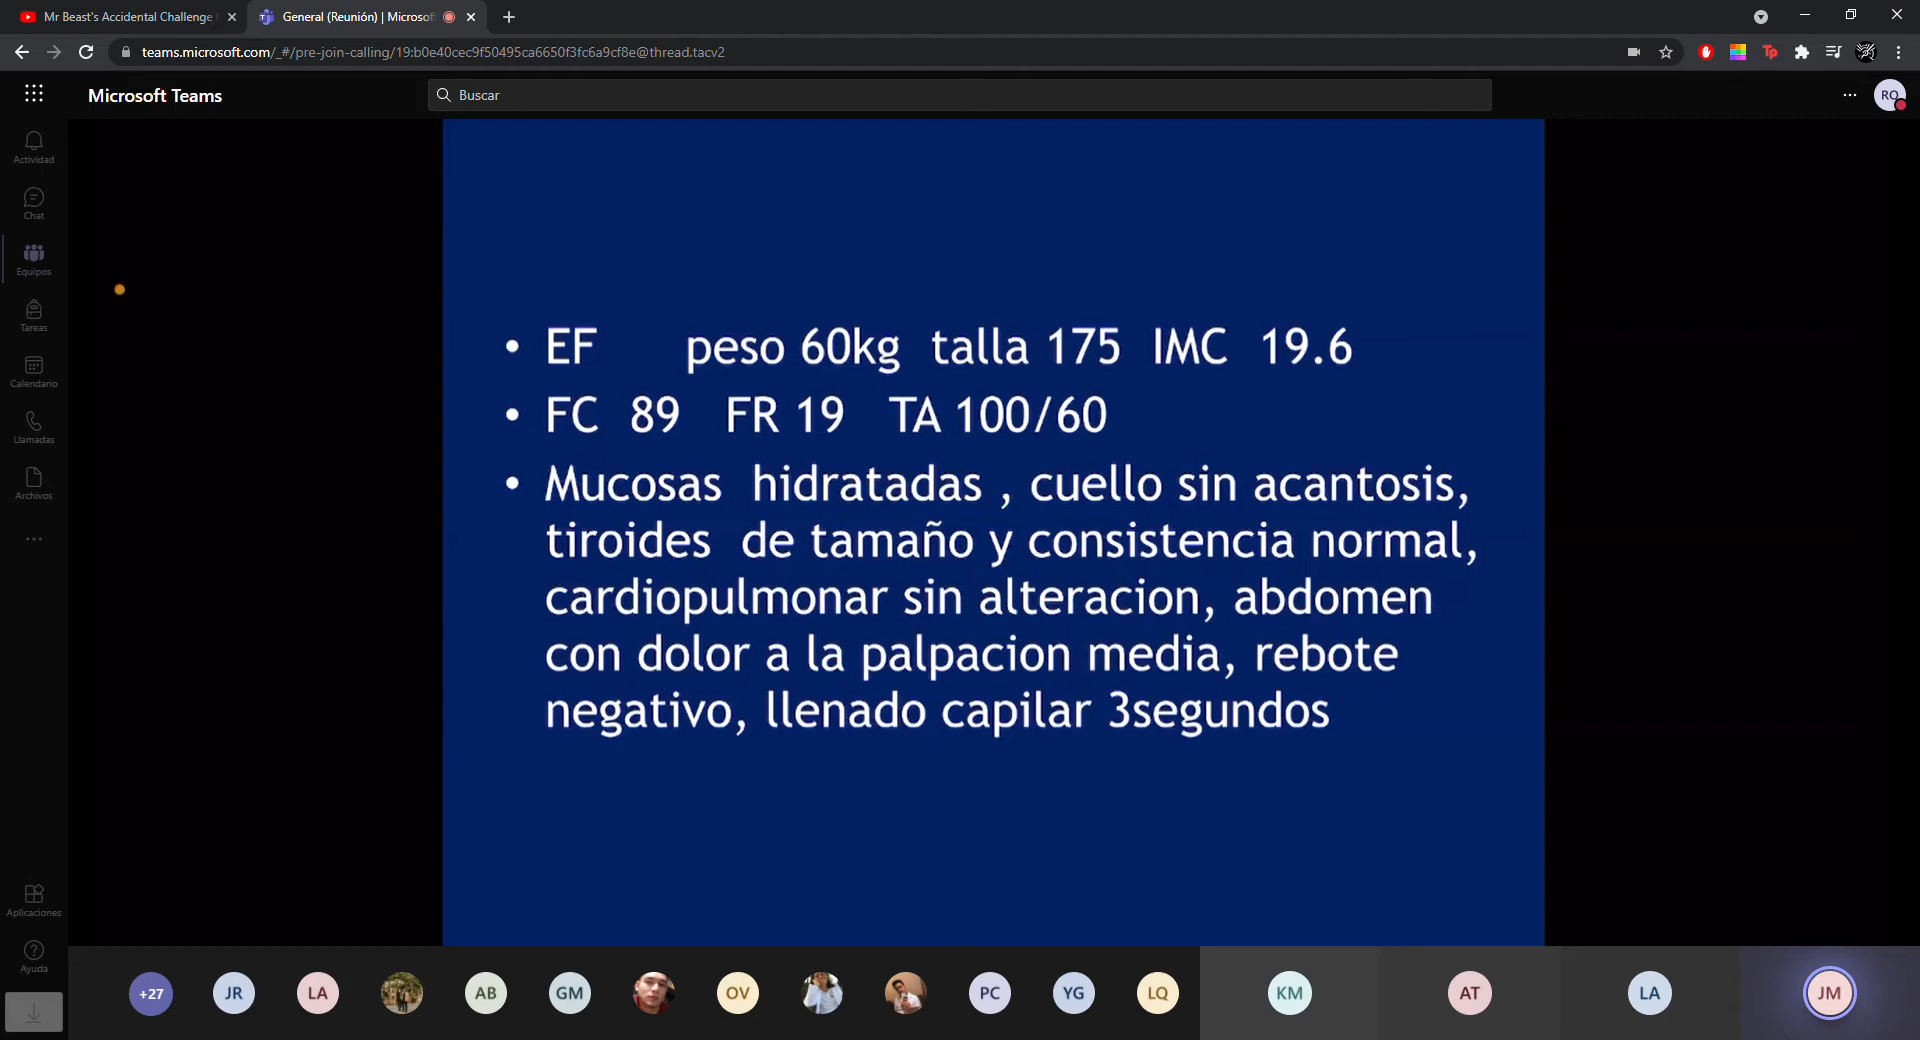 Mr Beast's Accidental Challenge
General (Reunión) | Microsof
teams.microsoft.com/_#/pre-join-calling/19:b0e40cec9f50495ca6650f3fc6a9cf8e@thread.tacv2
Microsoft Teams
Buscar
RO
Actividad
Chat
Equipos
Tareas
Calendario
Llamadas
Archivos
Aplicaciones
Ayuda
• EF peso 60kg talla 175 IMC 19.6
• FC 89 FR 19 TA 100/60
• Mucosas hidratadas , cuello sin acantosis,
tiroides de tamaño y consistencia normal,
cardiopulmonar sin alteracion, abdomen
con dolor a la palpacion media, rebote
negativo, llenado capilar 3segundos
+27 JR LA AB GM OV PC YG LQ KM AT LA JM